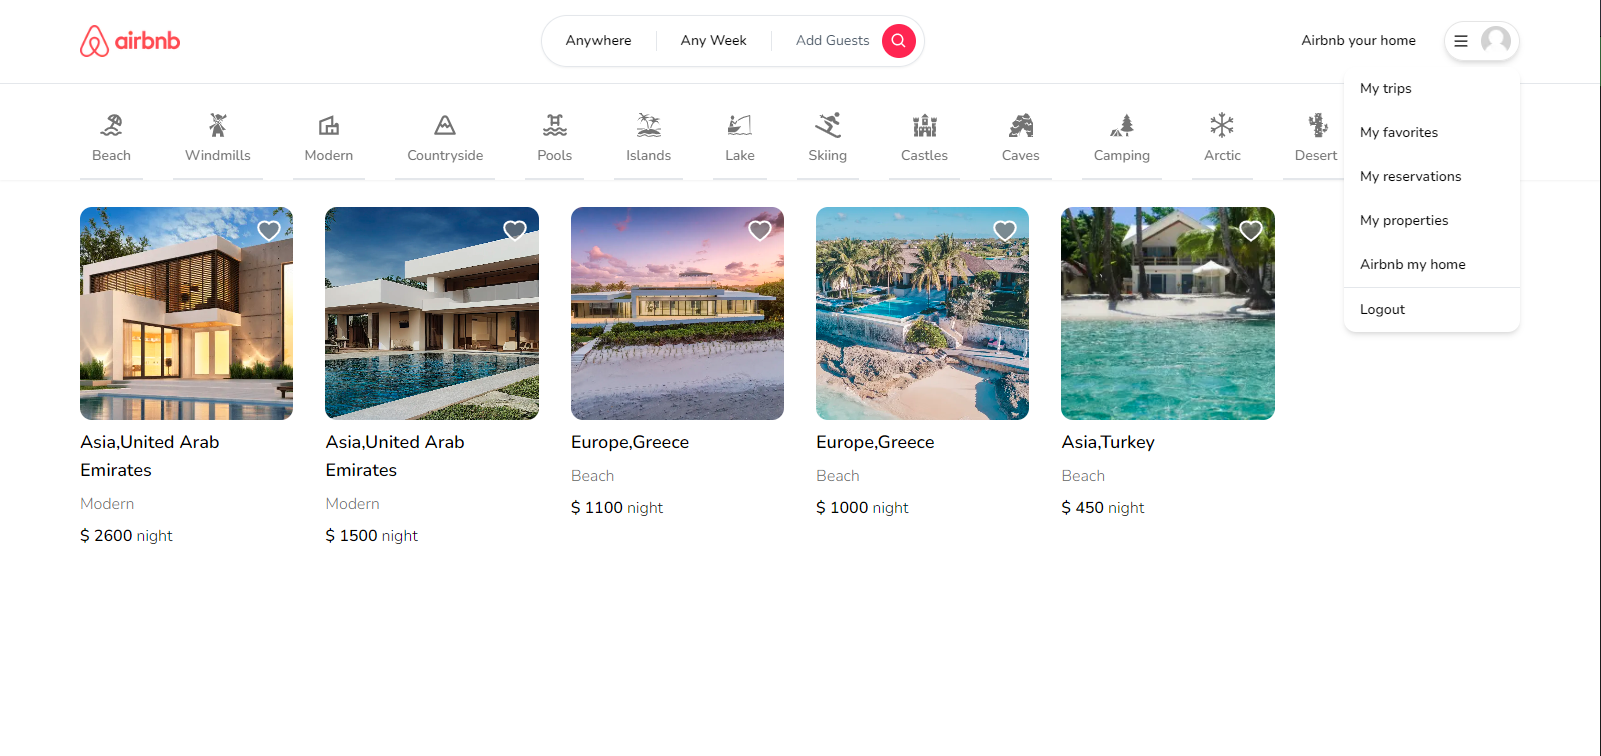 airbnb
Anywhere
Any Week
Add Guests
Airbnb your home
My trips
My favorites
My reservations
My properties
Airbnb my home
Logout
Beach
Windmills
Modern
Countryside
Pools
Islands
Lake
Skiing
Castles
Caves
Camping
Arctic
Desert
Asia,United Arab
Emirates
Modern
$ 2600 night
Asia,United Arab
Emirates
Modern
$ 1500 night
Europe,Greece
Beach
$ 1100 night
Europe,Greece
Beach
$ 1000 night
Asia,Turkey
Beach
$ 450 night